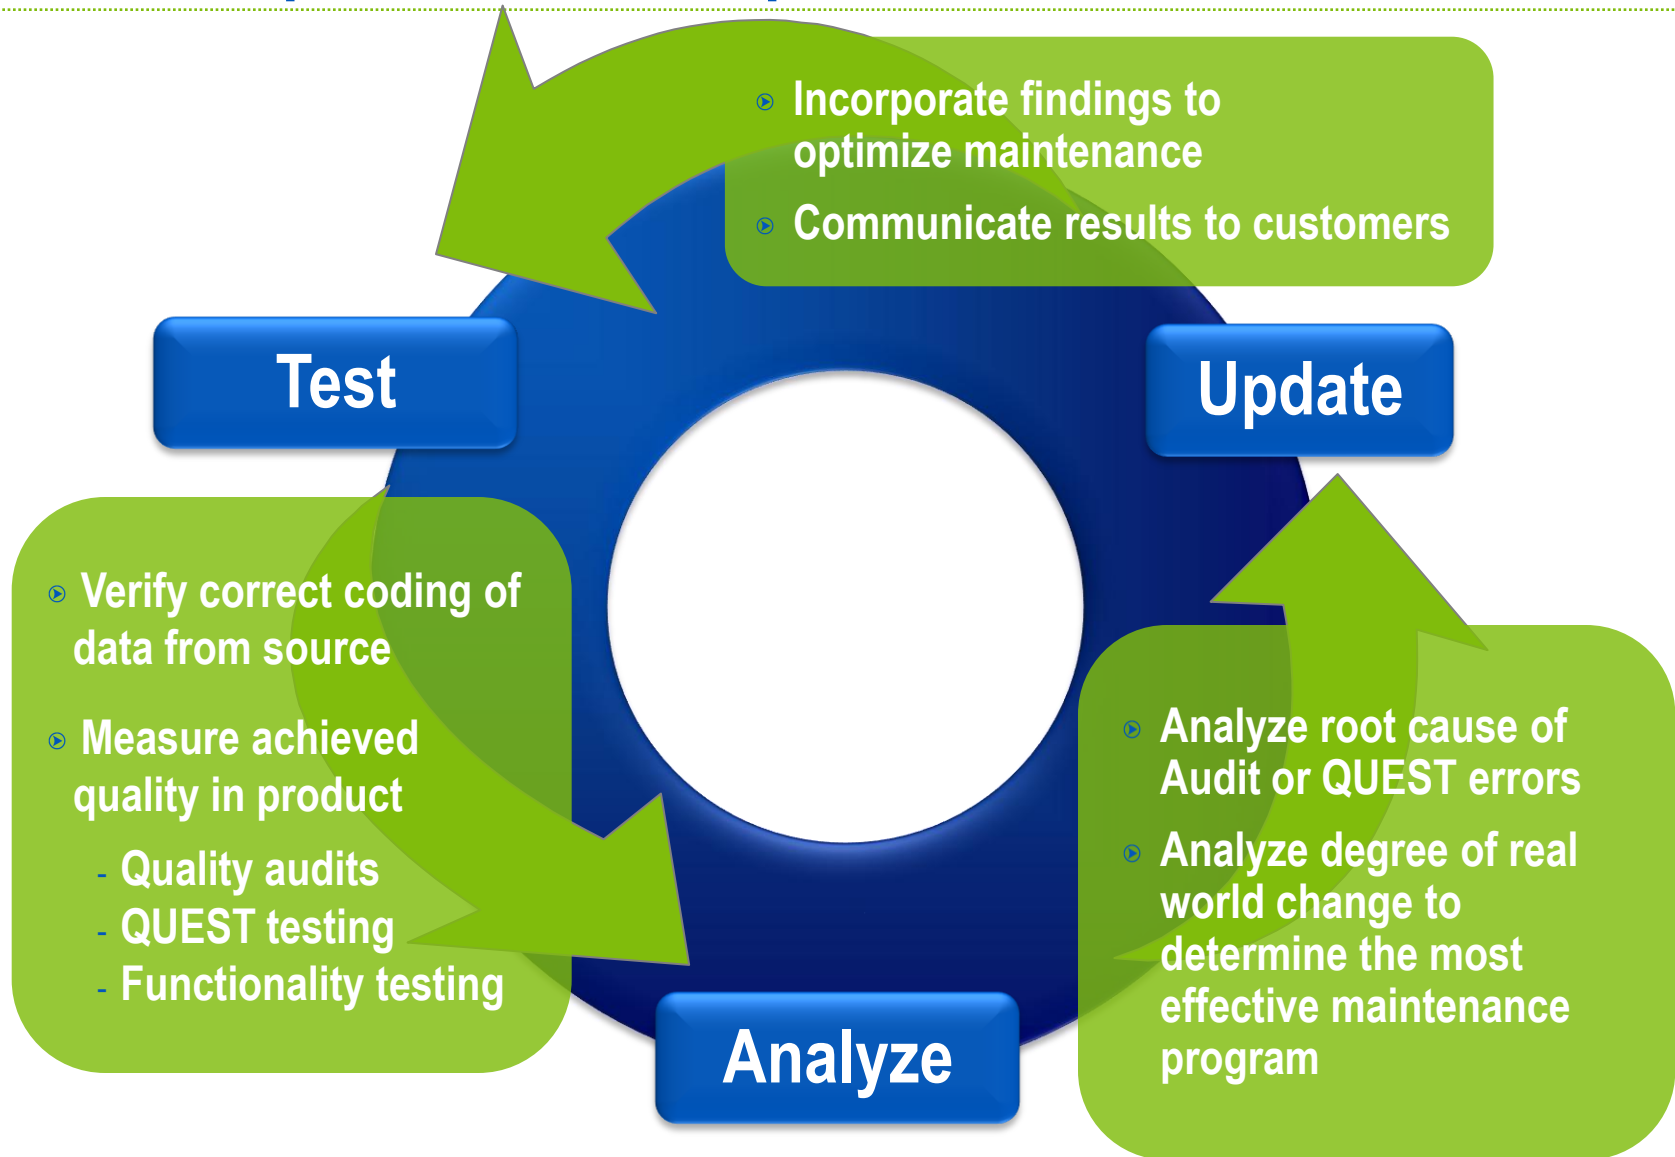 Incorporate findings to
optimize maintenance
Communicate results to customers
Test
Update
Verify correct coding of
data from source
Measure achieved
quality in product
- Quality audits
- QUEST testing
- Functionality testing
Analyze root cause of
Audit or QUEST errors
Analyze degree of real
world change to
determine the most
effective maintenance
program
Analyze